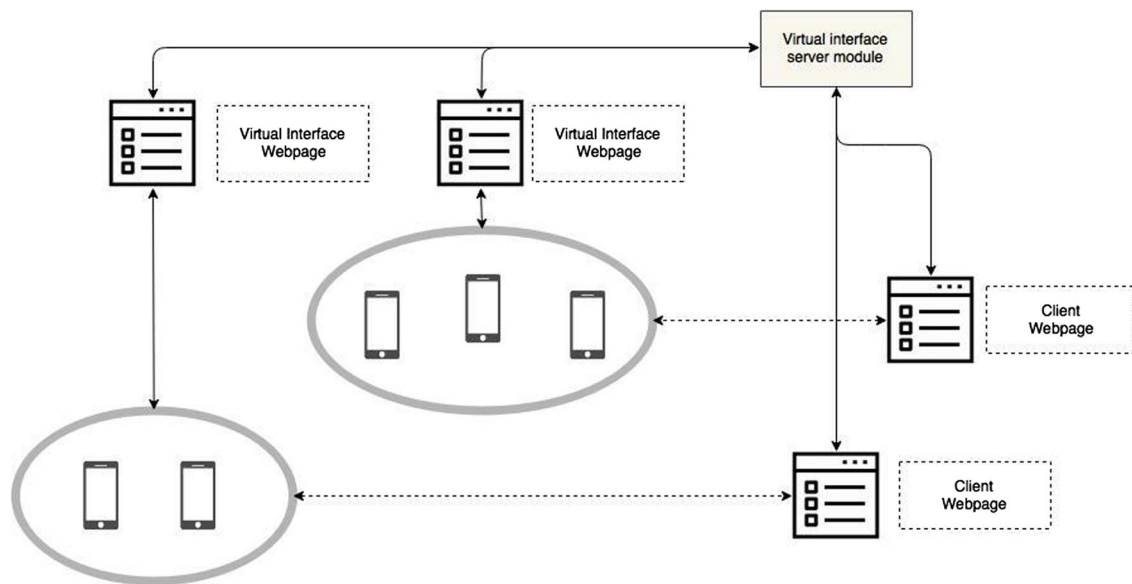 Virtual interface
server module
Virtual Interface
Webpage
Virtual Interface
Webpage
Client
Webpage
Client
Webpage